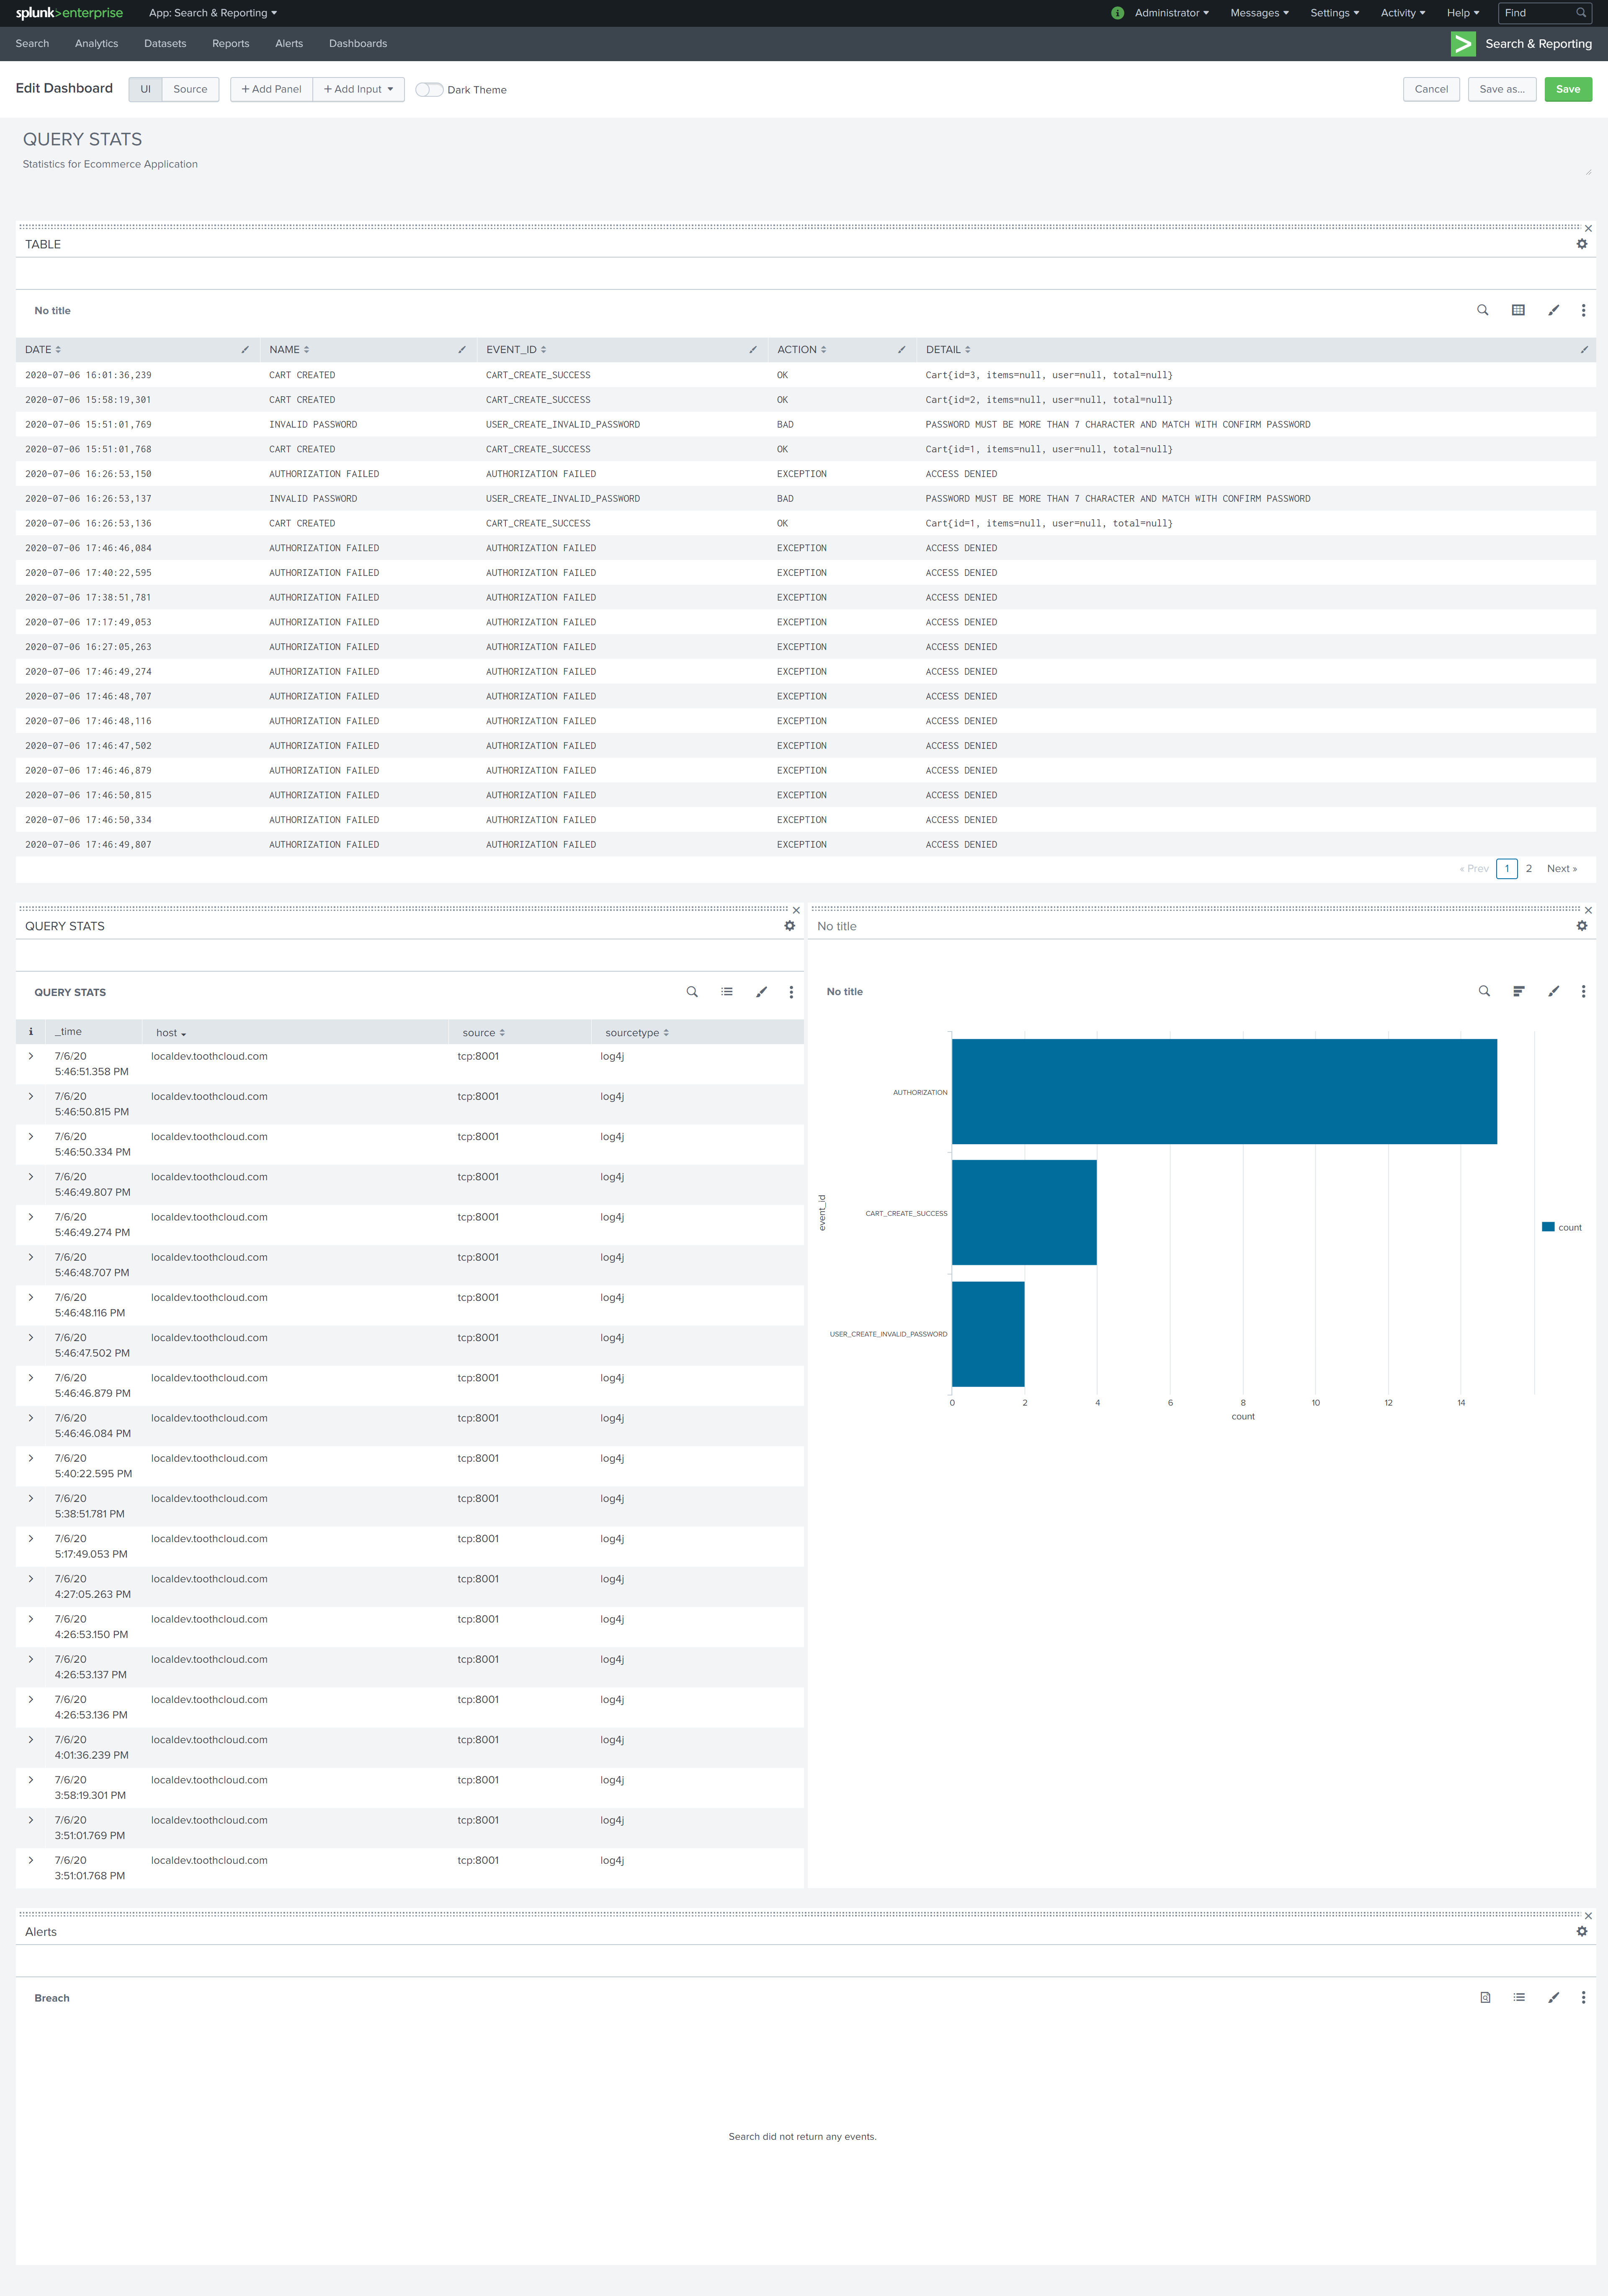 splunk>enterprise App: Search & Reporting i Administrator Messages Settings Activity Help Find
Search Analytics Datasets Reports Alerts Dashboards Search & Reporting
Edit Dashboard UI Source + Add Panel + Add Input Dark Theme Cancel Save as... Save
QUERY STATS
Statistics for Ecommerce Application
TABLE
No title
DATE NAME EVENT_ID ACTION DETAIL
2020-07-06 16:01:36,239 CART CREATED CART_CREATE_SUCCESS OK Cart{id=3, items=null, user=null, total=null}
2020-07-06 15:58:19,301 CART CREATED CART_CREATE_SUCCESS OK Cart{id=2, items=null, user=null, total=null}
2020-07-06 15:51:01,769 INVALID PASSWORD USER_CREATE_INVALID_PASSWORD BAD PASSWORD MUST BE MORE THAN 7 CHARACTER AND MATCH WITH CONFIRM PASSWORD
2020-07-06 15:51:01,768 CART CREATED CART_CREATE_SUCCESS OK Cart{id=1, items=null, user=null, total=null}
2020-07-06 16:26:53,150 AUTHORIZATION FAILED AUTHORIZATION FAILED EXCEPTION ACCESS DENIED
2020-07-06 16:26:53,137 INVALID PASSWORD USER_CREATE_INVALID_PASSWORD BAD PASSWORD MUST BE MORE THAN 7 CHARACTER AND MATCH WITH CONFIRM PASSWORD
2020-07-06 16:26:53,136 CART CREATED CART_CREATE_SUCCESS OK Cart{id=1, items=null, user=null, total=null}
2020-07-06 17:46:46,084 AUTHORIZATION FAILED AUTHORIZATION FAILED EXCEPTION ACCESS DENIED
2020-07-06 17:40:22,595 AUTHORIZATION FAILED AUTHORIZATION FAILED EXCEPTION ACCESS DENIED
2020-07-06 17:38:51,781 AUTHORIZATION FAILED AUTHORIZATION FAILED EXCEPTION ACCESS DENIED
2020-07-06 17:17:49,053 AUTHORIZATION FAILED AUTHORIZATION FAILED EXCEPTION ACCESS DENIED
2020-07-06 16:27:05,263 AUTHORIZATION FAILED AUTHORIZATION FAILED EXCEPTION ACCESS DENIED
2020-07-06 17:46:49,274 AUTHORIZATION FAILED AUTHORIZATION FAILED EXCEPTION ACCESS DENIED
2020-07-06 17:46:48,707 AUTHORIZATION FAILED AUTHORIZATION FAILED EXCEPTION ACCESS DENIED
2020-07-06 17:46:48,116 AUTHORIZATION FAILED AUTHORIZATION FAILED EXCEPTION ACCESS DENIED
2020-07-06 17:46:47,502 AUTHORIZATION FAILED AUTHORIZATION FAILED EXCEPTION ACCESS DENIED
2020-07-06 17:46:46,879 AUTHORIZATION FAILED AUTHORIZATION FAILED EXCEPTION ACCESS DENIED
2020-07-06 17:46:50,815 AUTHORIZATION FAILED AUTHORIZATION FAILED EXCEPTION ACCESS DENIED
2020-07-06 17:46:50,334 AUTHORIZATION FAILED AUTHORIZATION FAILED EXCEPTION ACCESS DENIED
2020-07-06 17:46:49,807 AUTHORIZATION FAILED AUTHORIZATION FAILED EXCEPTION ACCESS DENIED
« Prev 1 2 Next »
QUERY STATS
QUERY STATS
i _time host source sourcetype
7/6/20 localdev.toothcloud.com tcp:8001 log4j
5:46:51.358 PM
7/6/20 localdev.toothcloud.com tcp:8001 log4j
5:46:50.815 PM
7/6/20 localdev.toothcloud.com tcp:8001 log4j
5:46:50.334 PM
7/6/20 localdev.toothcloud.com tcp:8001 log4j
5:46:49.807 PM
7/6/20 localdev.toothcloud.com tcp:8001 log4j
5:46:49.274 PM
7/6/20 localdev.toothcloud.com tcp:8001 log4j
5:46:48.707 PM
7/6/20 localdev.toothcloud.com tcp:8001 log4j
5:46:48.116 PM
7/6/20 localdev.toothcloud.com tcp:8001 log4j
5:46:47.502 PM
7/6/20 localdev.toothcloud.com tcp:8001 log4j
5:46:46.879 PM
7/6/20 localdev.toothcloud.com tcp:8001 log4j
5:46:46.084 PM
7/6/20 localdev.toothcloud.com tcp:8001 log4j
5:40:22.595 PM
7/6/20 localdev.toothcloud.com tcp:8001 log4j
5:38:51.781 PM
7/6/20 localdev.toothcloud.com tcp:8001 log4j
5:17:49.053 PM
7/6/20 localdev.toothcloud.com tcp:8001 log4j
4:27:05.263 PM
7/6/20 localdev.toothcloud.com tcp:8001 log4j
4:26:53.150 PM
7/6/20 localdev.toothcloud.com tcp:8001 log4j
4:26:53.137 PM
7/6/20 localdev.toothcloud.com tcp:8001 log4j
4:26:53.136 PM
7/6/20 localdev.toothcloud.com tcp:8001 log4j
4:01:36.239 PM
7/6/20 localdev.toothcloud.com tcp:8001 log4j
3:58:19.301 PM
7/6/20 localdev.toothcloud.com tcp:8001 log4j
3:51:01.769 PM
7/6/20 localdev.toothcloud.com tcp:8001 log4j
3:51:01.768 PM
No title
No title
AUTHORIZATION
CART_CREATE_SUCCESS
USER_CREATE_INVALID_PASSWORD
event_id
0 2 4 6 8 10 12 14
count
count
Alerts
Breach
Search did not return any events.